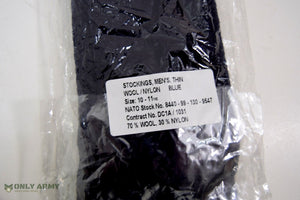 STOCKINGS, MEN'S, THIN
WOOL / NYLON BLUE
Size: 10 - 11½
NATO Stock No. 8440 - 99 - 130 - 9547
Contract No. DC1A / 1031
70 % WOOL, 30 % NYLON
ONLY ARMY